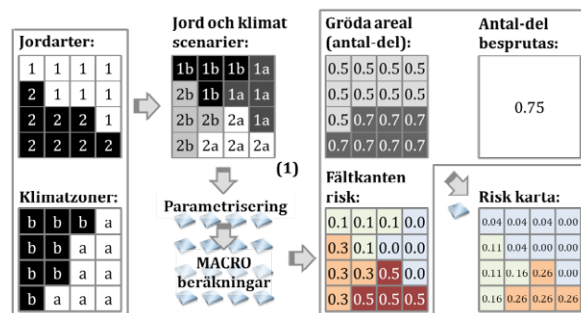 Jordarter:
1 1 1 1
2 1 1 1
2 2 2 1
2 2 2 2
Klimatzoner:
b b b a
b b a a
b b a a
b a a a
Jord och klimat
scenarier:
1b 1b 1b 1a
2b 1b 1a 1a
2b 2b 2a 1a
2b 2a 2a 2a
(1)
Parametrisering
MACRO
beräkningar
Gröda areal
(antal-del):
0.5 0.5 0.5 0.5
0.5 0.5 0.5 0.5
0.5 0.7 0.7 0.7
0.7 0.7 0.7 0.7
Antal-del
besprutas:
0.75
Fältkanten
risk:
0.1 0.1 0.1 0.0
0.3 0.1 0.0 0.0
0.3 0.3 0.5 0.0
0.3 0.5 0.5 0.5
Risk karta:
0.04 0.04 0.04 0.00
0.11 0.04 0.00 0.00
0.11 0.16 0.26 0.00
0.16 0.26 0.26 0.26